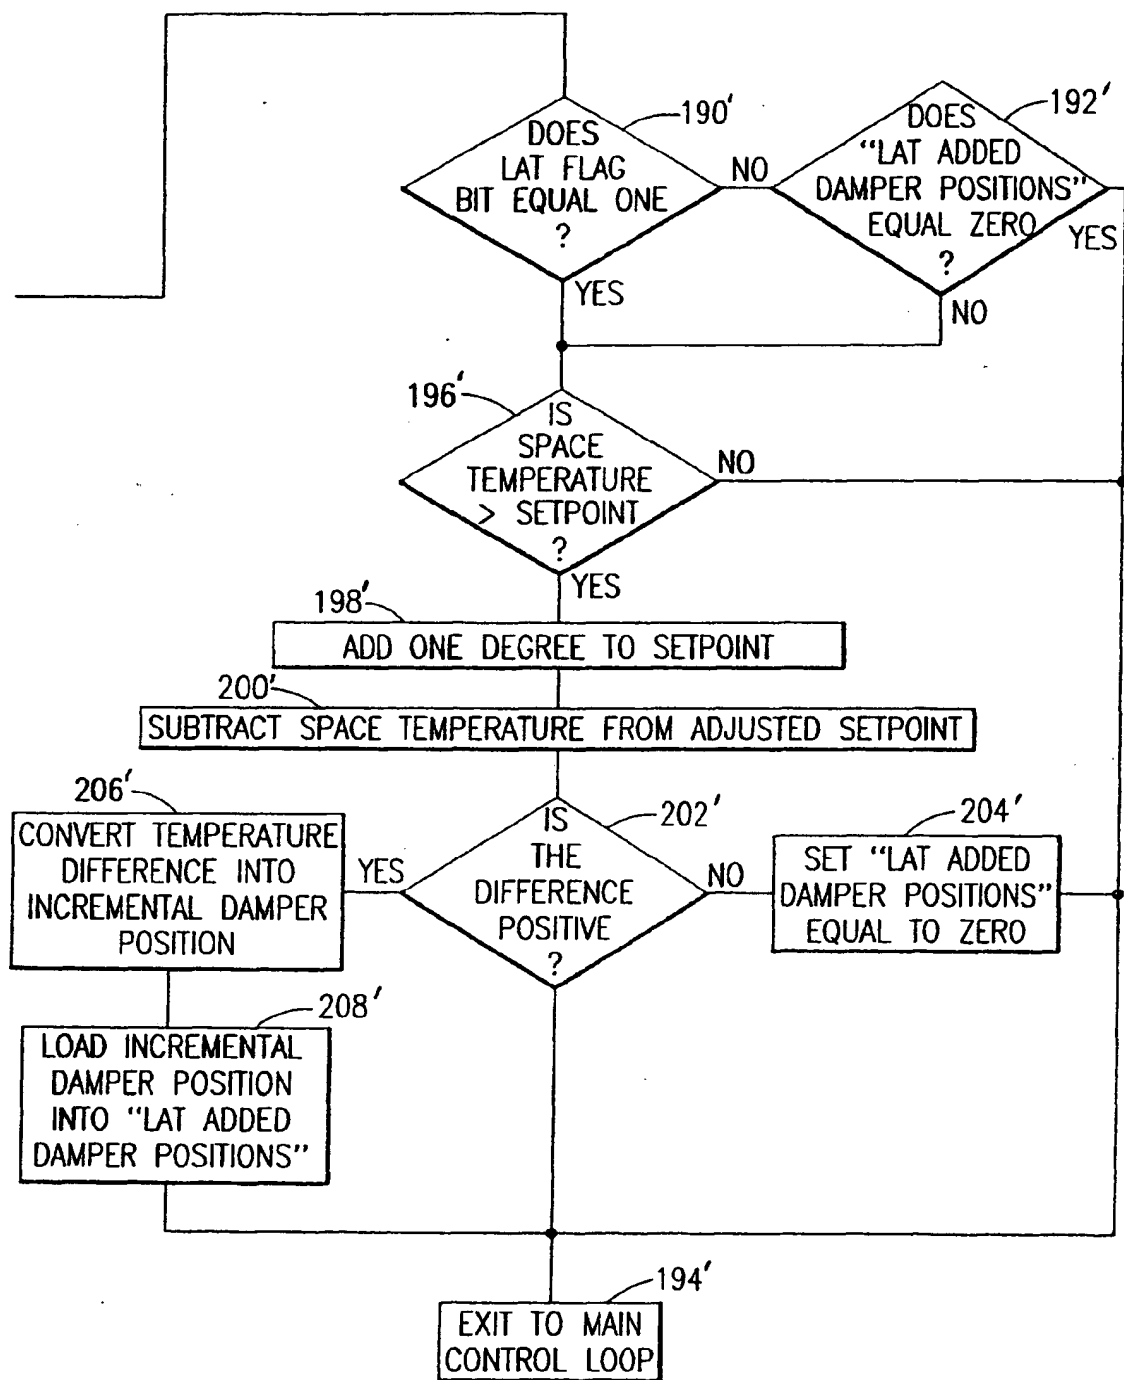 190'
DOES
LAT FLAG
BIT EQUAL ONE
?
NO
YES
192'
DOES
"LAT ADDED
DAMPER POSITIONS"
EQUAL ZERO
?
YES
NO
196'
IS
SPACE
TEMPERATURE
> SETPOINT
?
NO
YES
198'
ADD ONE DEGREE TO SETPOINT
200'
SUBTRACT SPACE TEMPERATURE FROM ADJUSTED SETPOINT
206'
CONVERT TEMPERATURE
DIFFERENCE INTO
INCREMENTAL DAMPER
POSITION
YES
202'
IS
THE
DIFFERENCE
POSITIVE
?
NO
204'
SET "LAT ADDED
DAMPER POSITIONS"
EQUAL TO ZERO
208'
LOAD INCREMENTAL
DAMPER POSITION
INTO "LAT ADDED
DAMPER POSITIONS"
194'
EXIT TO MAIN
CONTROL LOOP